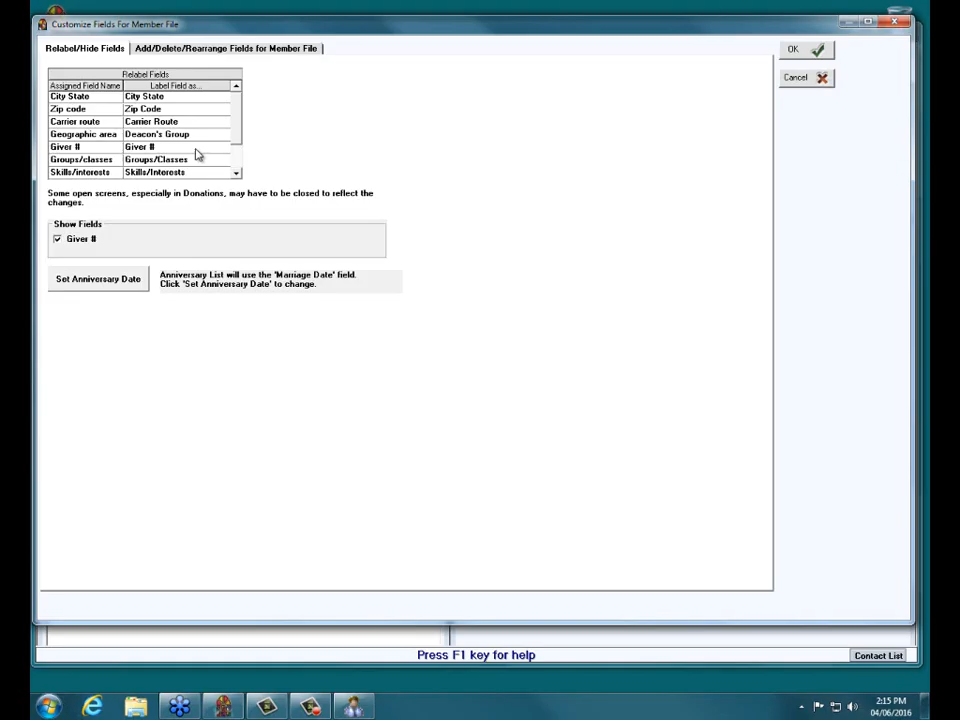 Customize Fields For Member File
Relabel/Hide Fields Add/Delete/Rearrange Fields for Member File
OK
Cancel
Relabel Fields
Assigned Field Name Label Field as...
City State City State
Zip code Zip Code
Carrier route Carrier Route
Geographic area Deacon's Group
Giver # Giver #
Groups/classes Groups/Classes
Skills/interests Skills/Interests
Some open screens, especially in Donations, may have to be closed to reflect the
changes.
Show Fields
Giver #
Set Anniversary Date
Anniversary List will use the 'Marriage Date' field.
Click 'Set Anniversary Date' to change.
Press F1 key for help
Contact List
2:15 PM
04/06/2016